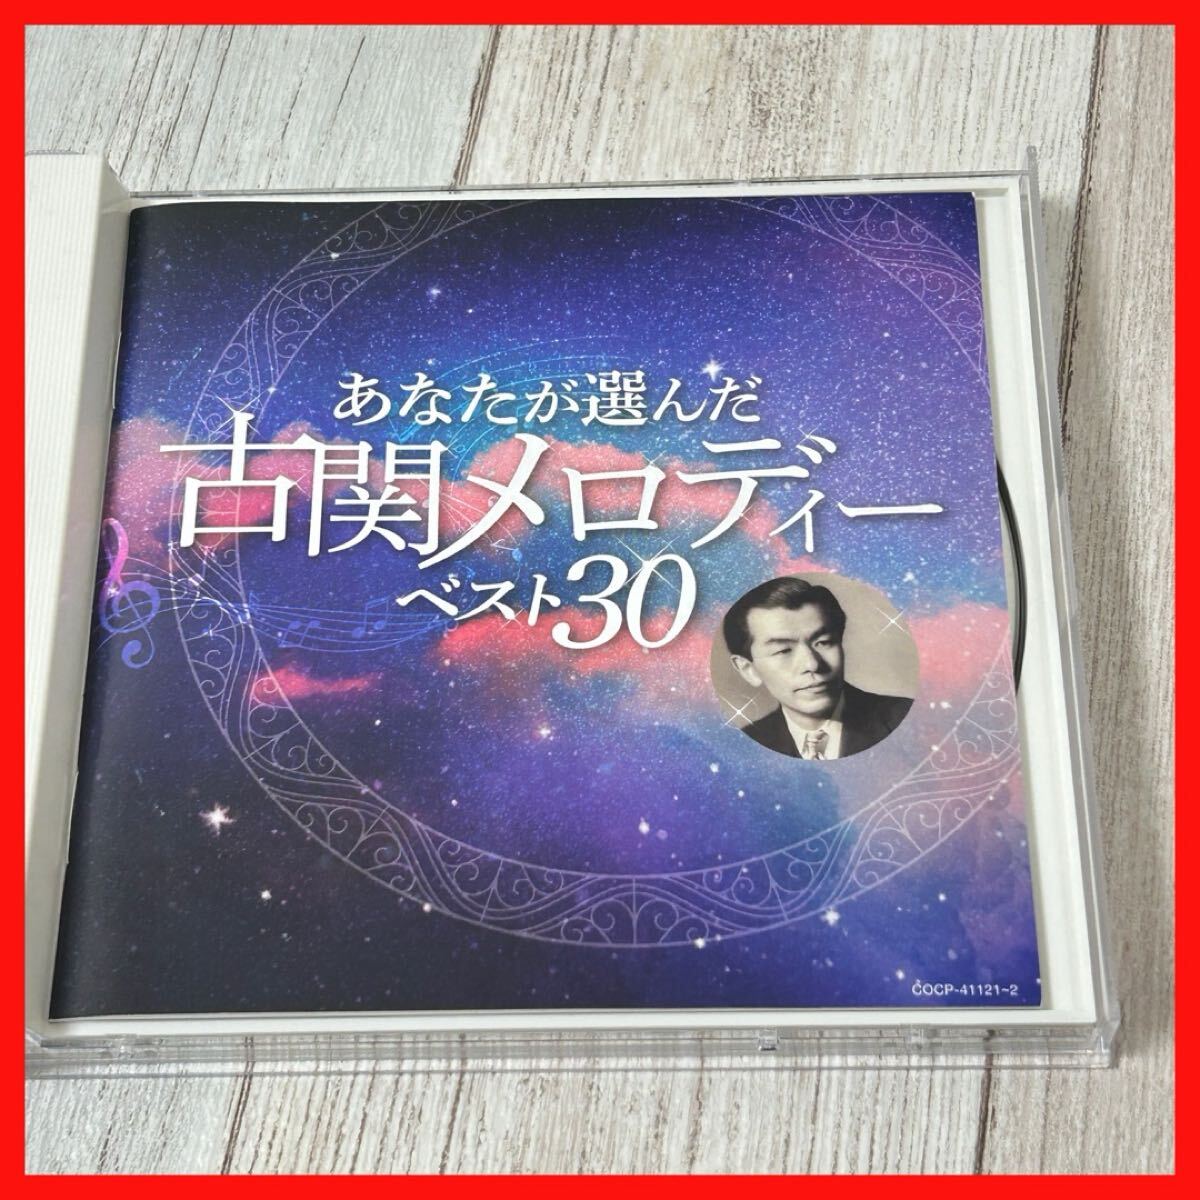 あなたが選んだ
古関メロディー
ベスト30
COCP-41121~2